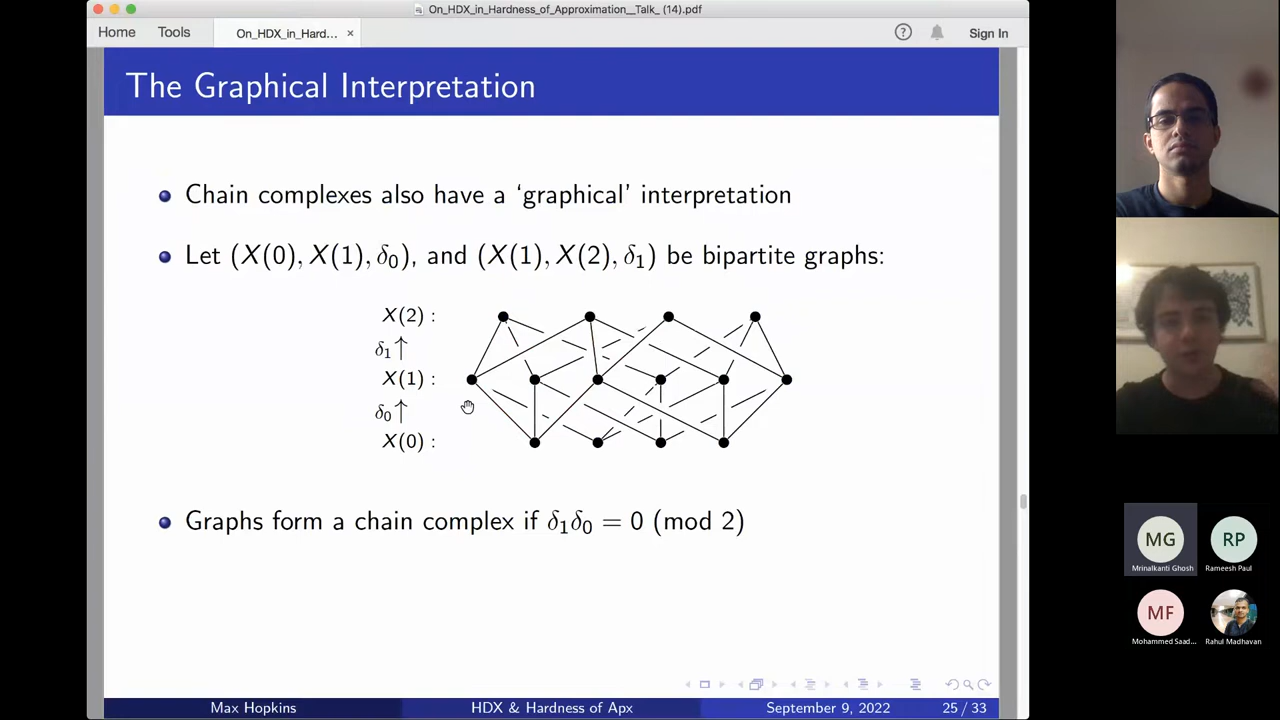 On_HDX_in_Hardness_of_Approximation__Talk_ (14).pdf
Home
Tools
On_HDX_in_Hard...
×
?
Sign In
The Graphical Interpretation
Chain complexes also have a ‘graphical’ interpretation
Let (X(0), X(1), δ₀), and (X(1), X(2), δ₁) be bipartite graphs:
X(2) :
δ₁↑
X(1) :
δ₀↑
X(0) :
Graphs form a chain complex if δ₁δ₀ = 0 (mod 2)
Max Hopkins
HDX & Hardness of Apx
September 9, 2022
25 / 33
MG
Mrinalkanti Ghosh
RP
Rameesh Paul
MF
Mohammed Saad...
Rahul Madhavan